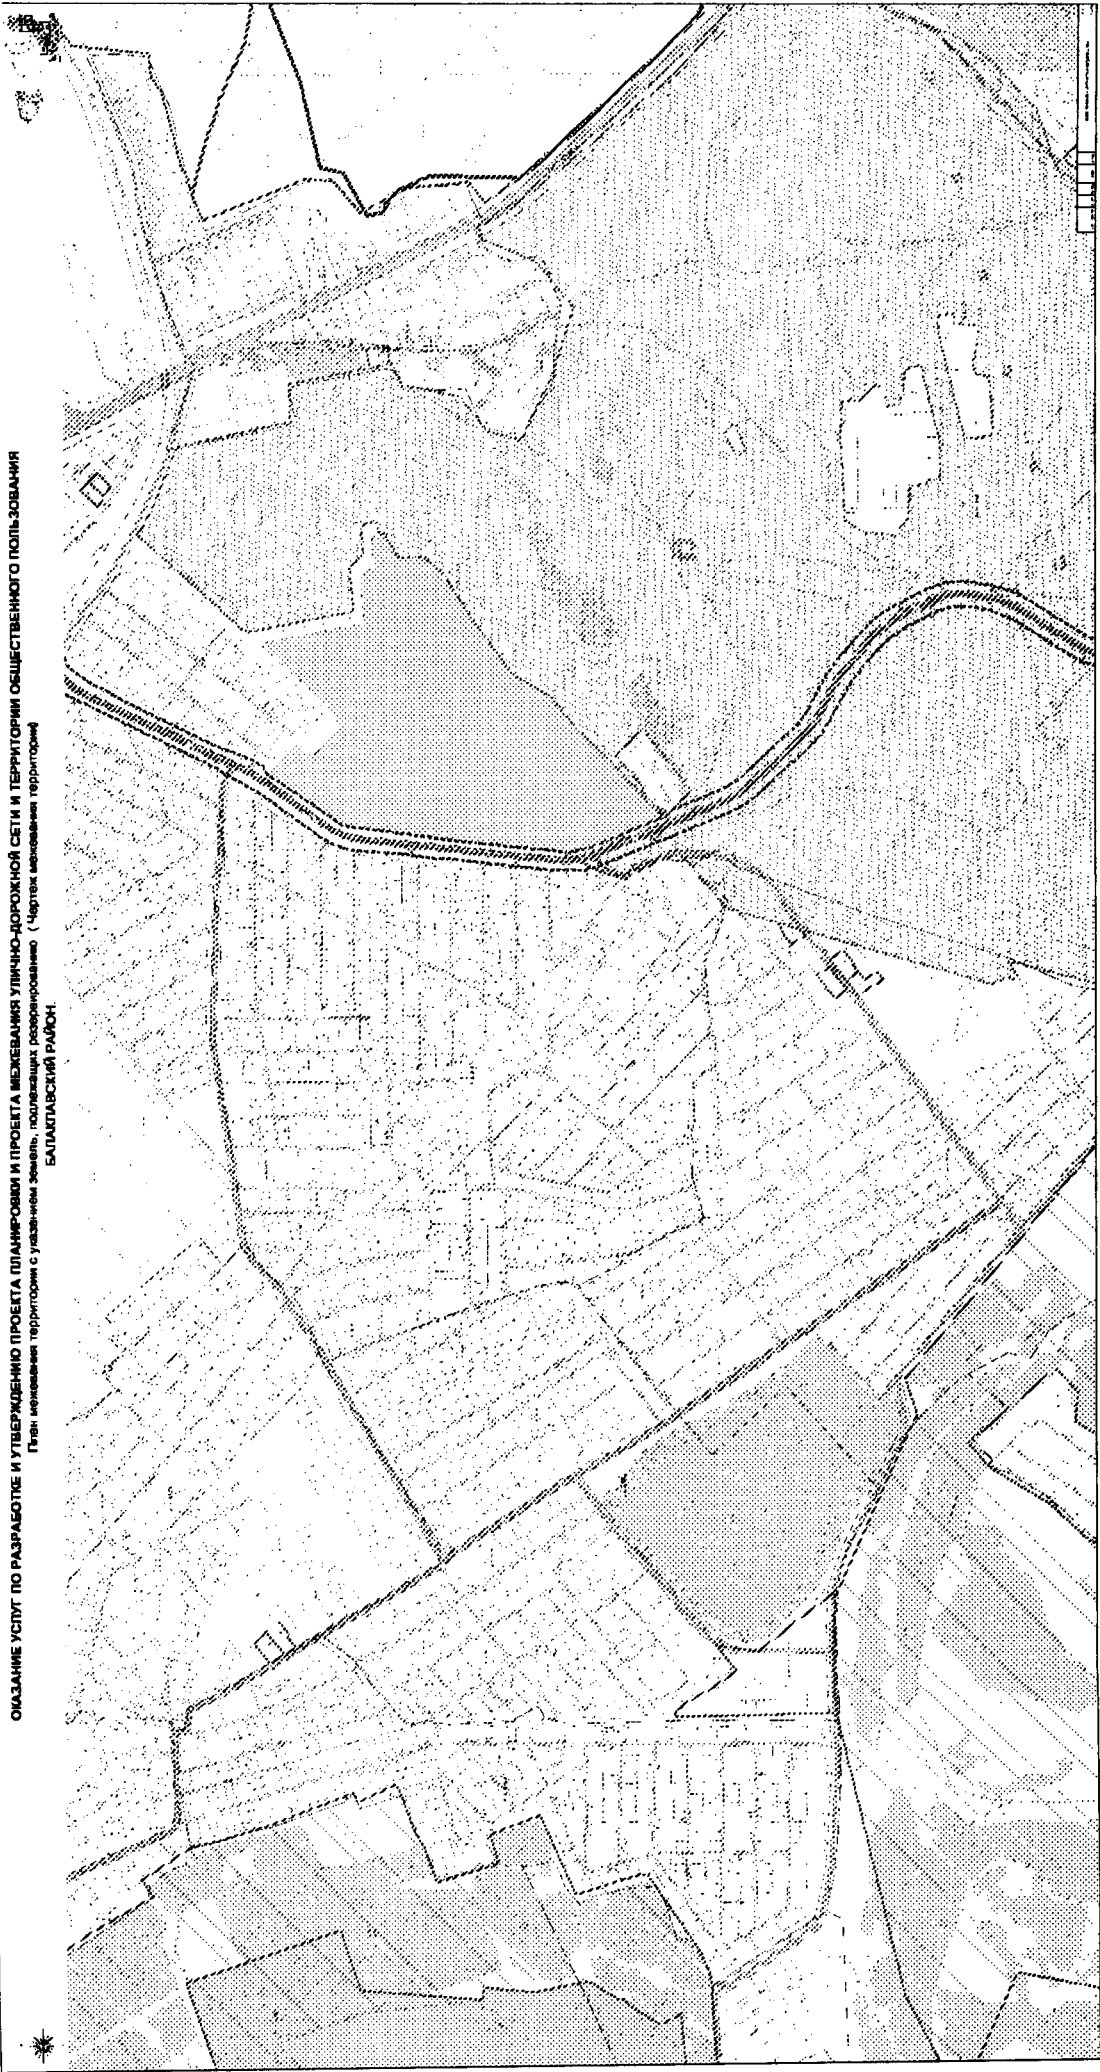 ОКАЗАНИЕ УСЛУГ ПО РАЗРАБОТКЕ И УТВЕРЖДЕНИЮ ПРОЕКТА ПЛАНИРОВКИ И ПРОЕКТА МЕЖЕВАНИЯ УЛИЧНО-ДОРОЖНОЙ СЕТИ И ТЕРРИТОРИИ ОБЩЕСТВЕННОГО ПОЛЬЗОВАНИЯ
План межевания территории с указанием земель, подлежащих резервированию ( Чертеж межевания территории)
БАЛАКЛАВСКИЙ РАЙОН.